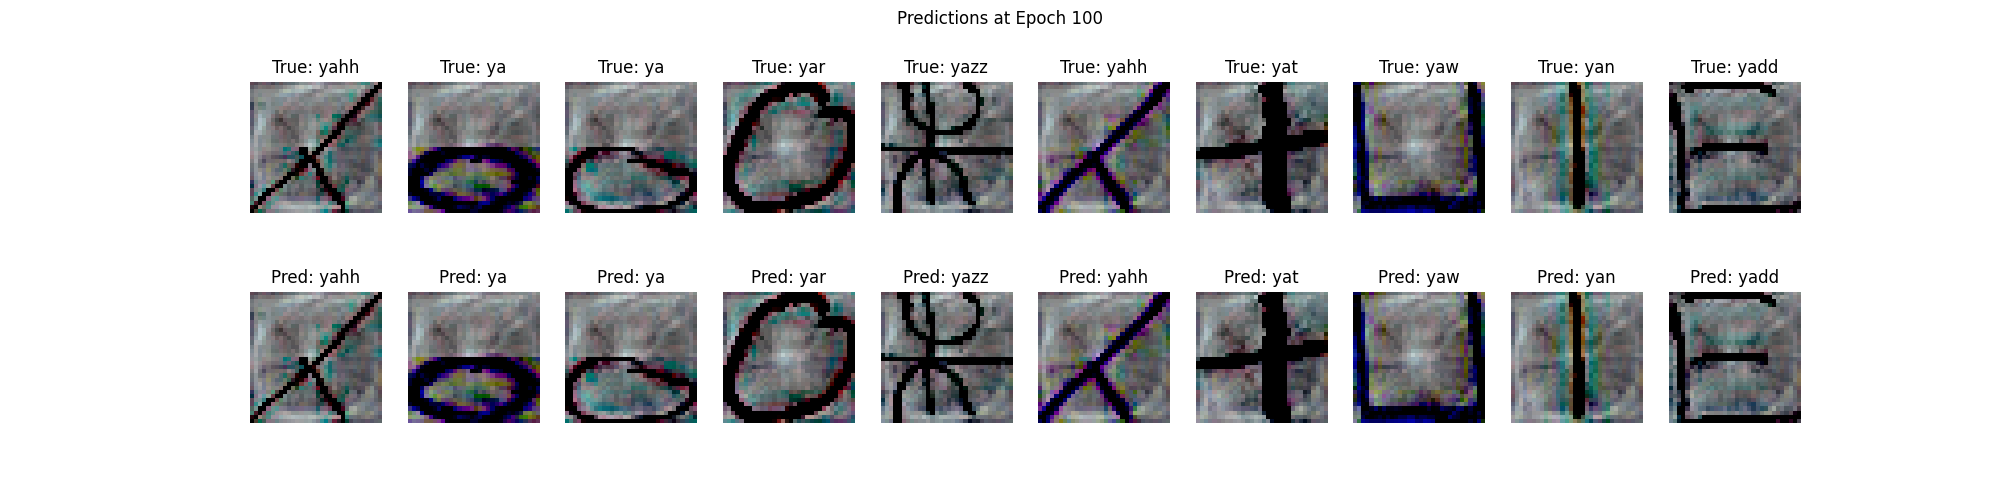 Predictions at Epoch 100
True: yahh True: ya True: ya True: yar True: yazz True: yahh True: yat True: yaw True: yan True: yadd
Pred: yahh Pred: ya Pred: ya Pred: yar Pred: yazz Pred: yahh Pred: yat Pred: yaw Pred: yan Pred: yadd